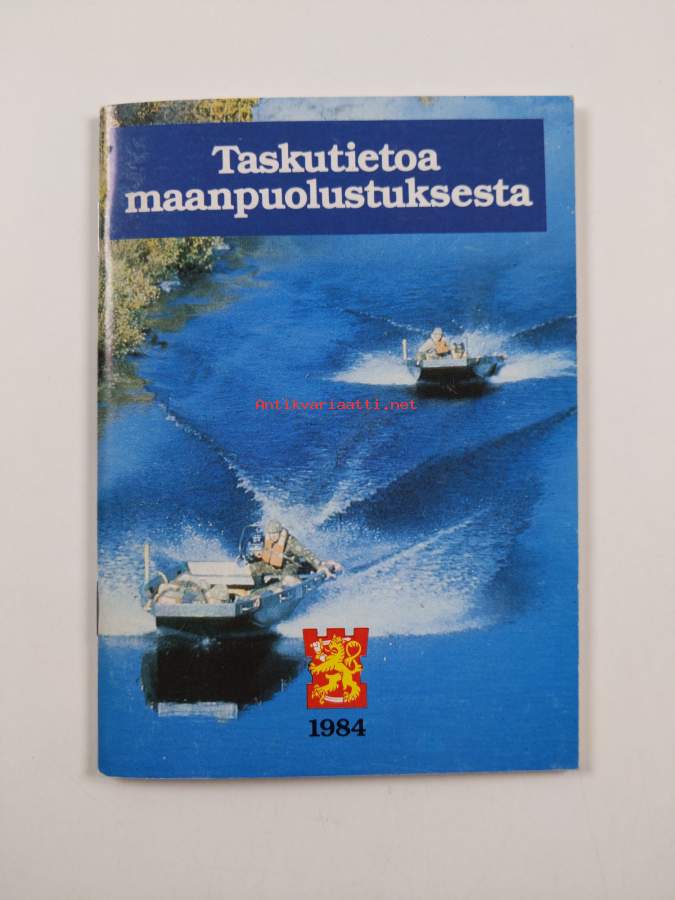 Taskutietoa
maanpuolustuksesta
Antikvariaatti.net
1984